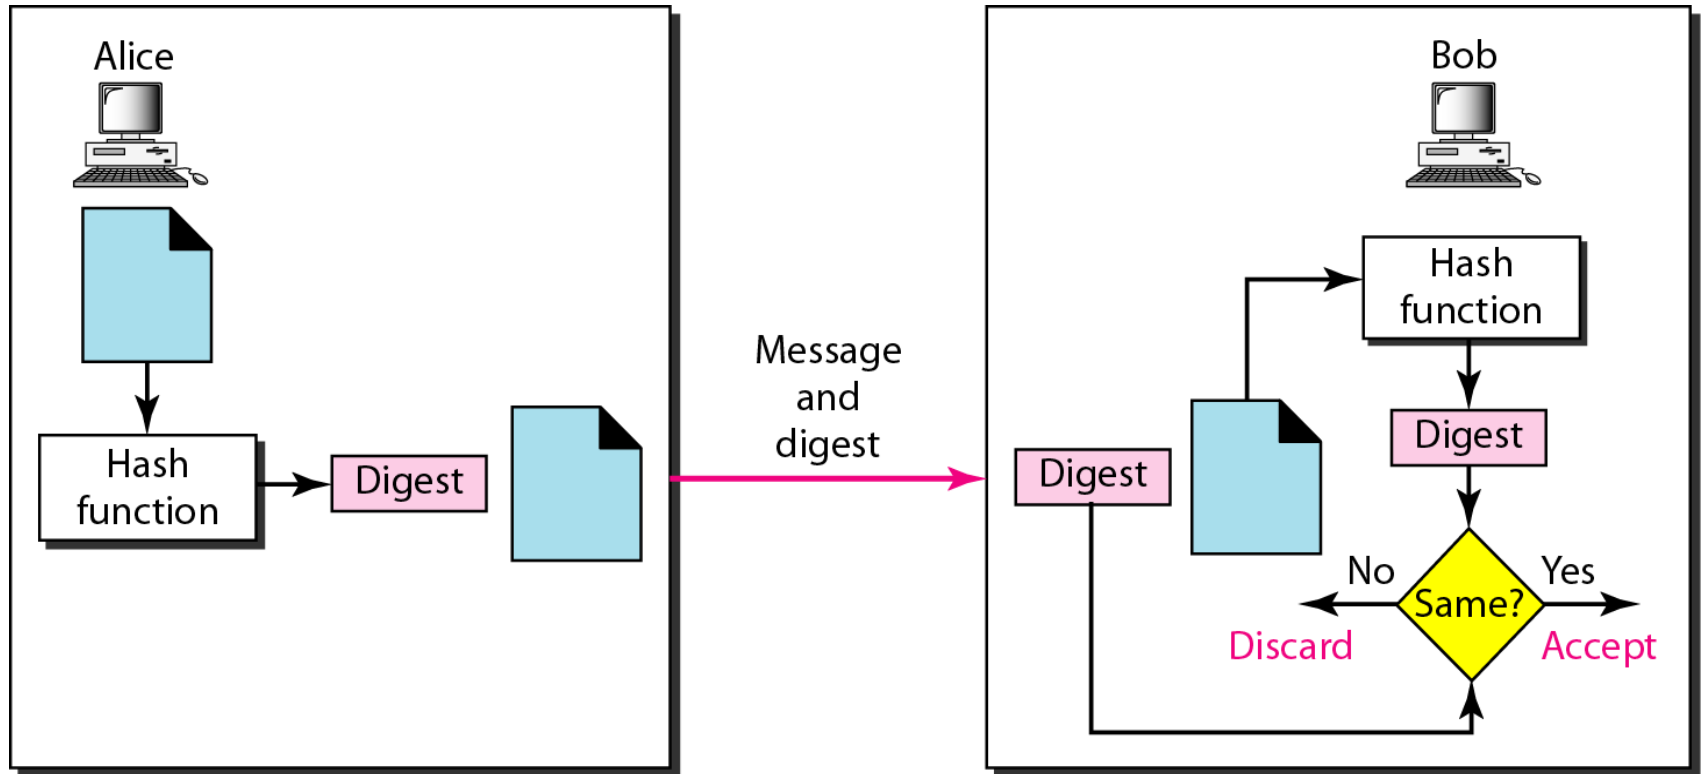 Alice
Hash
function
Digest
Message
and
digest
Bob
Hash
function
Digest
Digest
Same?
No
Yes
Discard
Accept